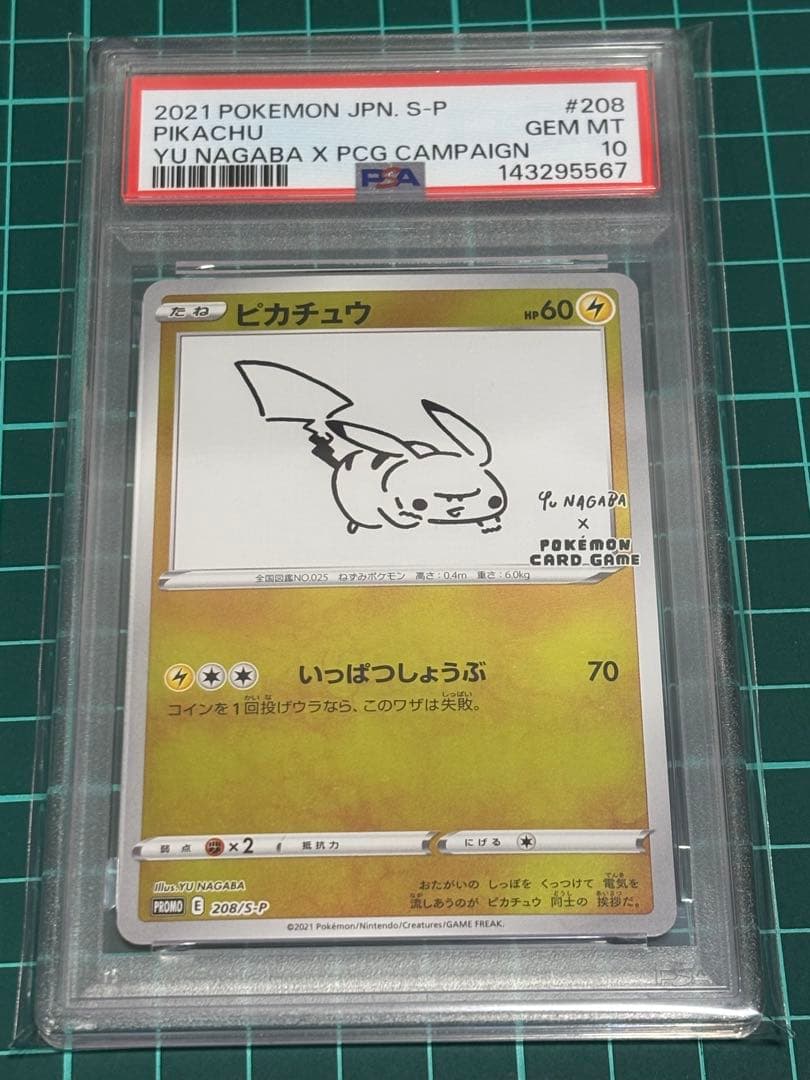 2021 POKEMON JPN. S-P #208
PIKACHU GEM MT
YU NAGABA X PCG CAMPAIGN 10
PSA 143295567
たね ピカチュウ HP60
Yu NAGABA
×
POKÉMON
CARD GAME
全国図鑑NO.025 ねずみポケモン 高さ:0.4m 重さ:6.0kg
いっぱつしょうぶ 70
コインを1回投げウラなら、このワザは失敗。
弱点 ×2 抵抗力 にげる
Illus. YU NAGABA
おたがいの しっぽを くっつけて 電気を
流しあうのが ピカチュウ 同士の 挨拶だ。
PROMO E 208/S-P
©2021 Pokémon/Nintendo/Creatures/GAME FREAK.